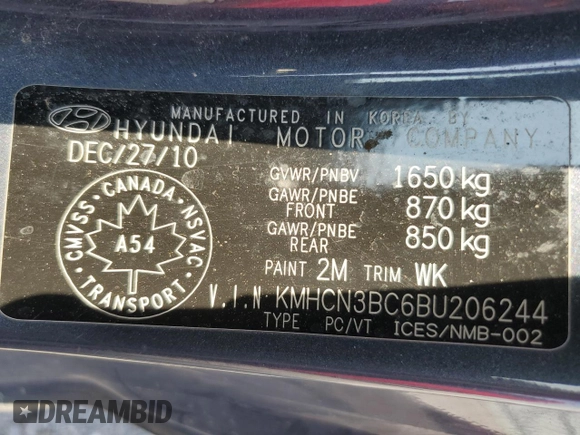 MANUFACTURED IN KOREA BY
HYUNDAI MOTOR COMPANY
DEC/27/10
GVWR/PNBV 1650 kg
GAWR/PNBE FRONT 870 kg
GAWR/PNBE REAR 850 kg
CANADA
CMVSS
NSVAC
A54
TRANSPORT
PAINT 2M TRIM WK
V.I.N KMHCN3BC6BU206244
TYPE PC/VT ICES/NMB-002
DREAMBID